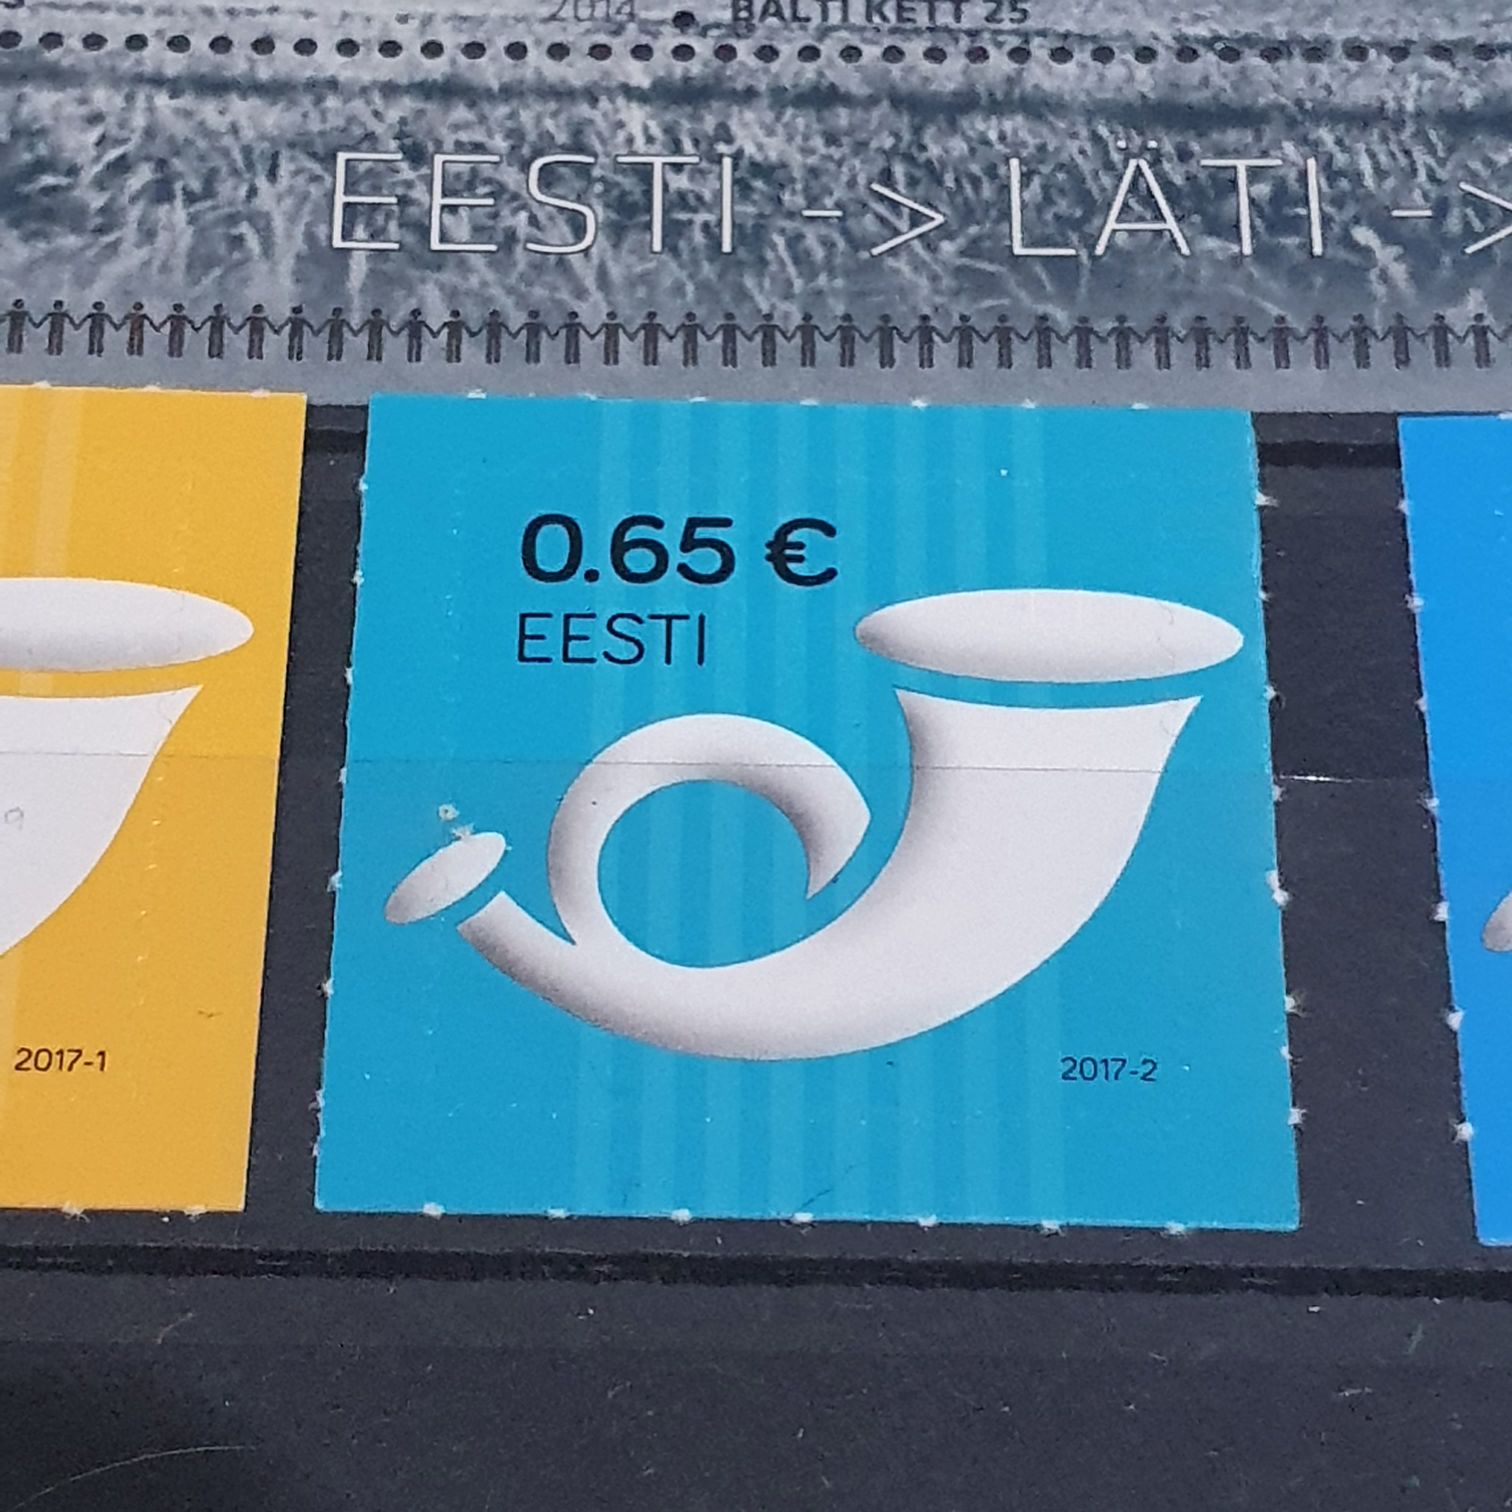 2014 BALTI KETT 25
EESTI -> LÄTI ->
0.65 €
EESTI
2017-1
2017-2